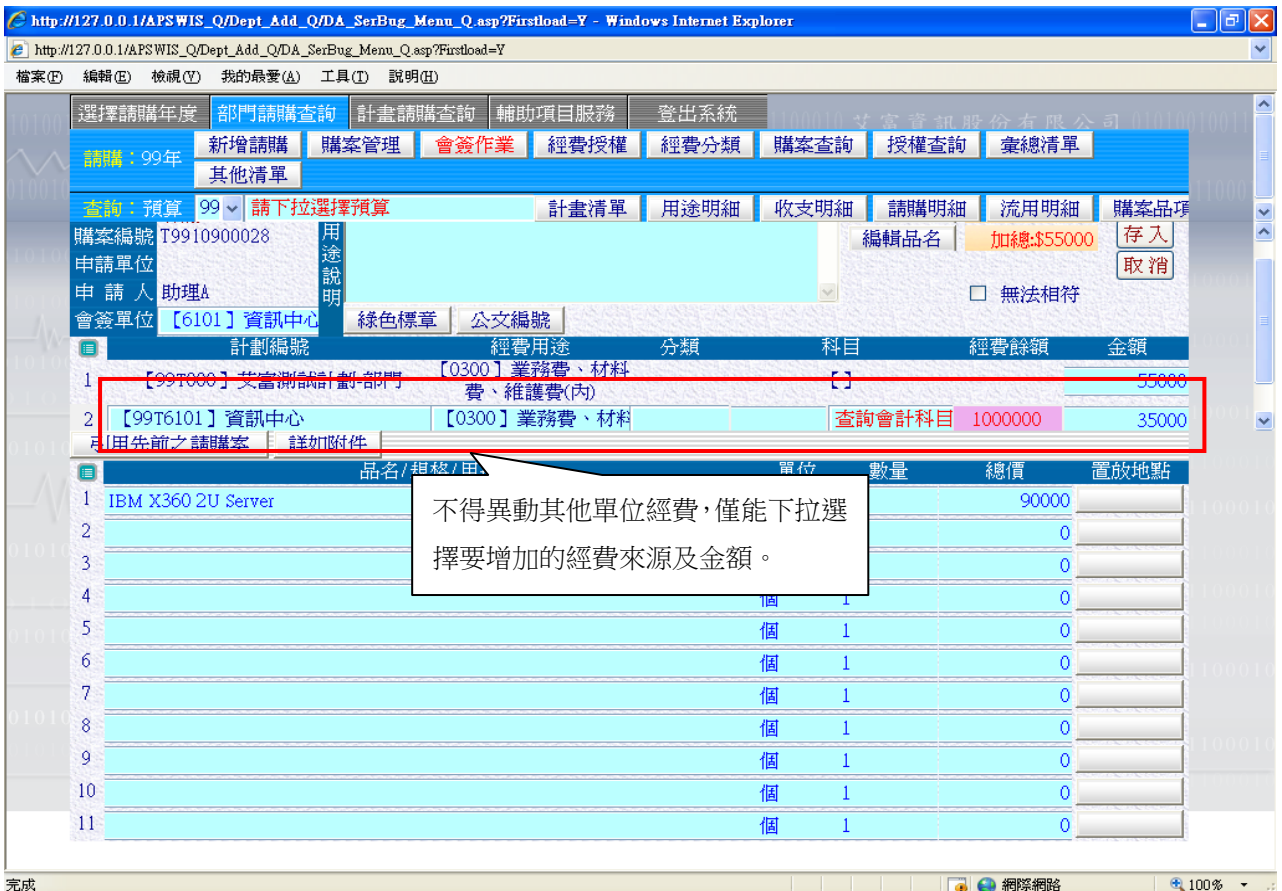 http://127.0.0.1/APSWIS_Q/Dept_Add_Q/DA_SerBug_Menu_Q.asp?Firstload=Y - Windows Internet Explorer
http://127.0.0.1/APSWIS_Q/Dept_Add_Q/DA_SerBug_Menu_Q.asp?Firstload=Y
檔案(F) 編輯(E) 檢視(V) 我的最愛(A) 工具(T) 說明(H)
選擇請購年度 部門請購查詢 計畫請購查詢 輔助項目服務 登出系統
艾富資訊股份有限公司
請購：99年 新增請購 購案管理 會簽作業 經費授權 經費分類 購案查詢 授權查詢 彙總清單
其他清單
查詢：預算 99 請下拉選擇預算 計畫清單 用途明細 收支明細 請購明細 流用明細 購案品項
購案編號 T9910900028 用途說明 編輯品名 加總:$55000 存入
申請單位 取消
申 請 人 助理A 無法相符
會簽單位 【6101】資訊中心 綠色標章 公文編號
計劃編號 經費用途 分類 科目 經費餘額 金額
1 【99T000】艾富測試計劃-部門 【0300】業務費、材料費、維護費(內) 【】 55000
2 【99T6101】資訊中心 【0300】業務費、材料 查詢會計科目 1000000 35000
引用先前之請購案 詳如附件
品名/規格/用 單位 數量 總價 置放地點
1 IBM X360 2U Server 90000
2 0
3 0
不得異動其他單位經費，僅能下拉選
擇要增加的經費來源及金額。
4 個 1 0
5 個 1 0
6 個 1 0
7 個 1 0
8 個 1 0
9 個 1 0
10 個 1 0
11 個 1 0
完成 網際網路 100%